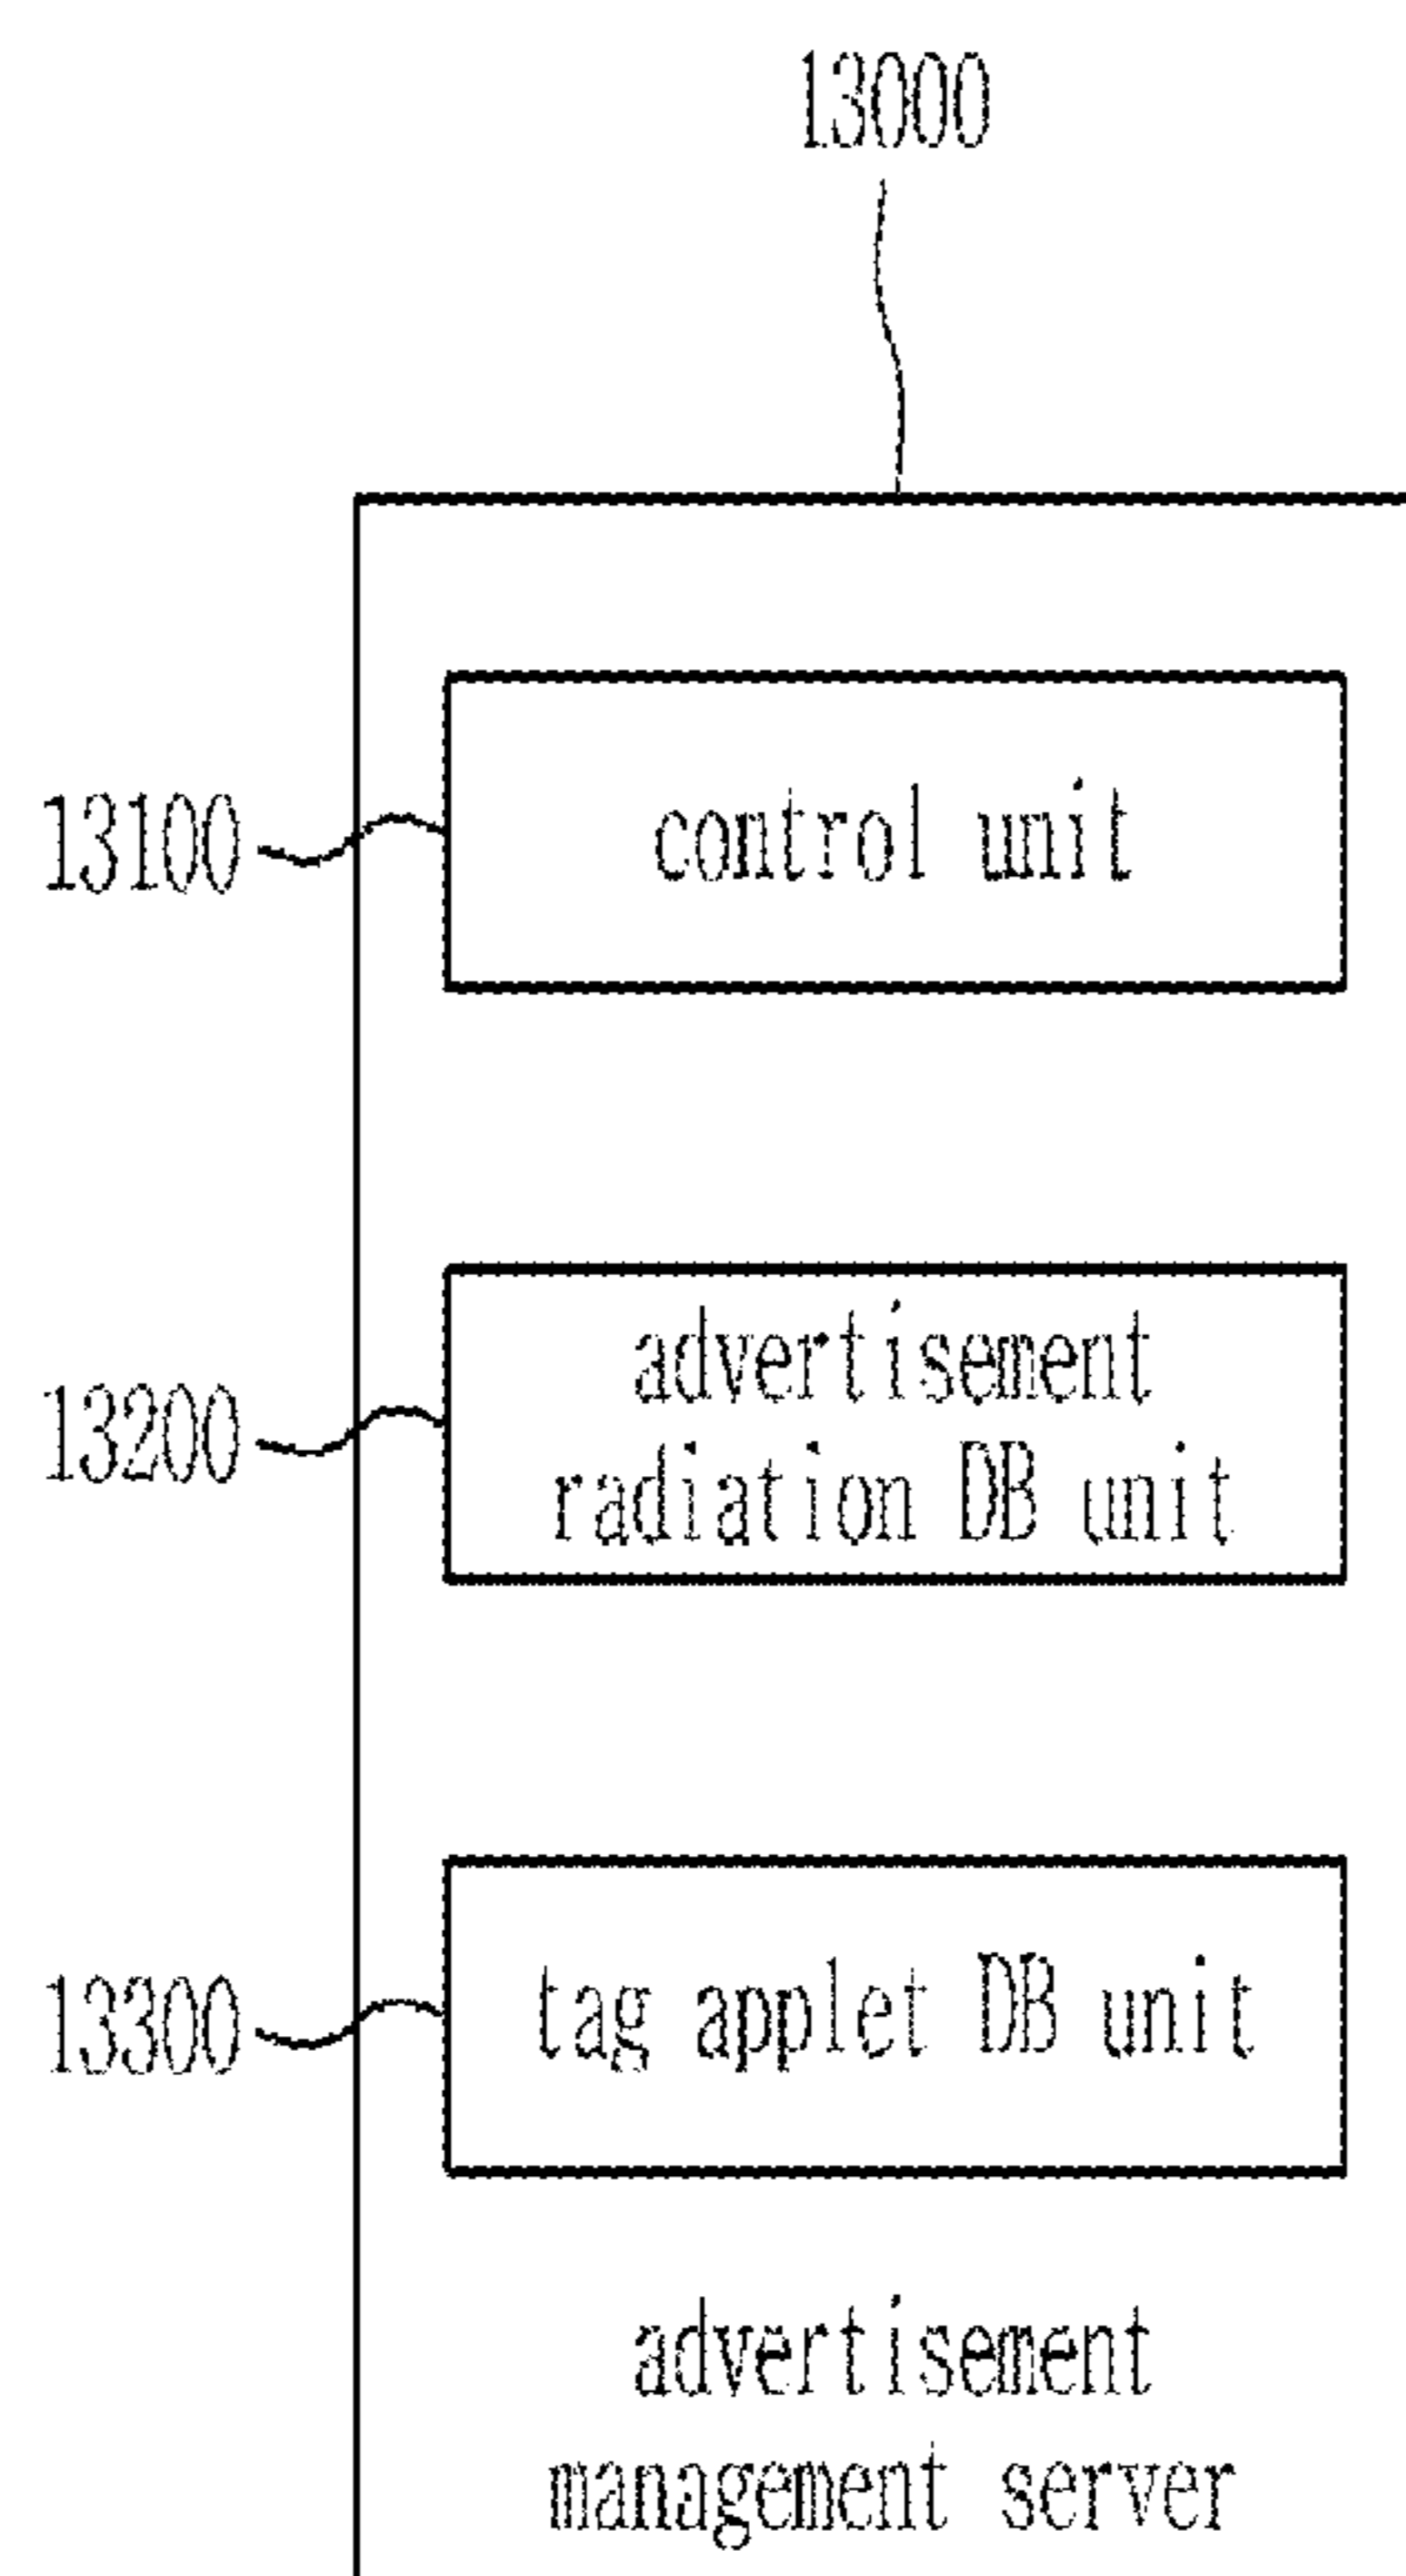 13000
13100
control unit
13200
advertisement
radiation DB unit
13300
tag applet DB unit
advertisement
management server